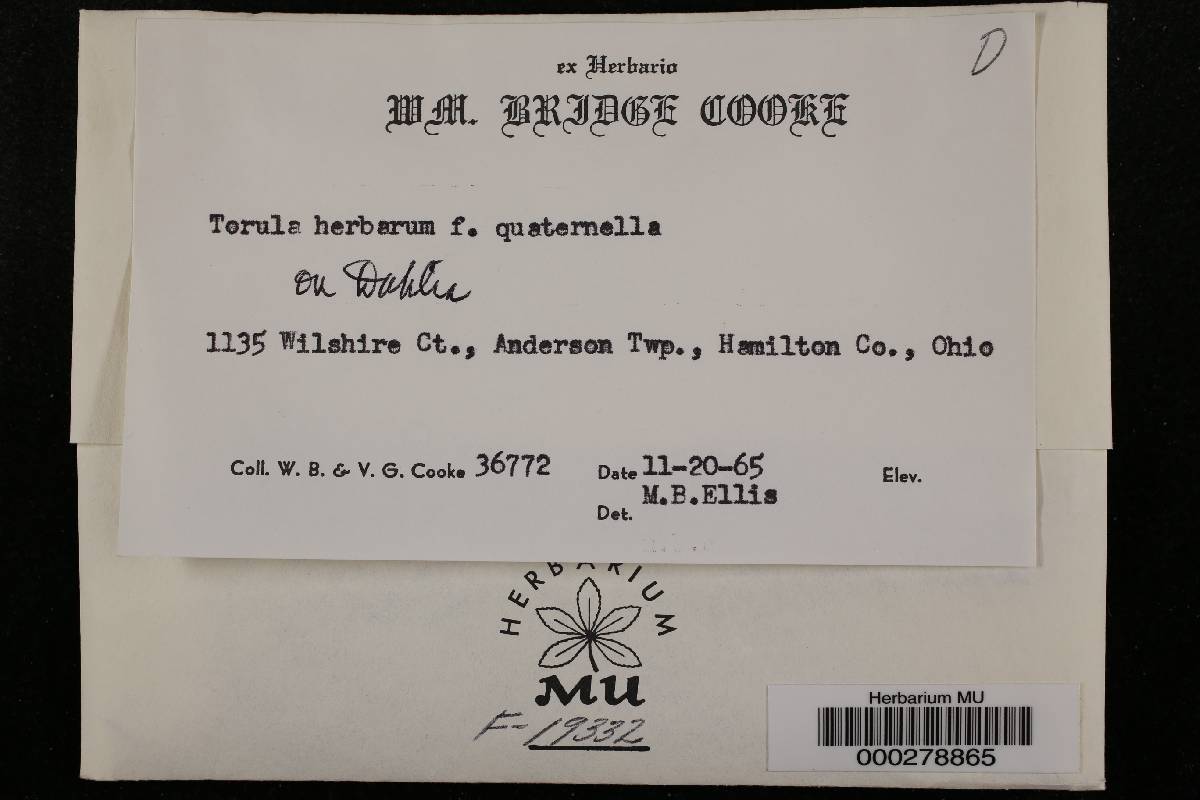 D
ex Herbario
WM. BRIDGE COOKE
Torula herbarum f. quaternella
on Dahlia
1135 Wilshire Ct., Anderson Twp., Hamilton Co., Ohio
Coll. W. B. & V. G. Cooke 36772 Date 11-20-65 Elev.
Det. M.B.Ellis
HERBARIUM
MU
F-19332
Herbarium MU
000278865